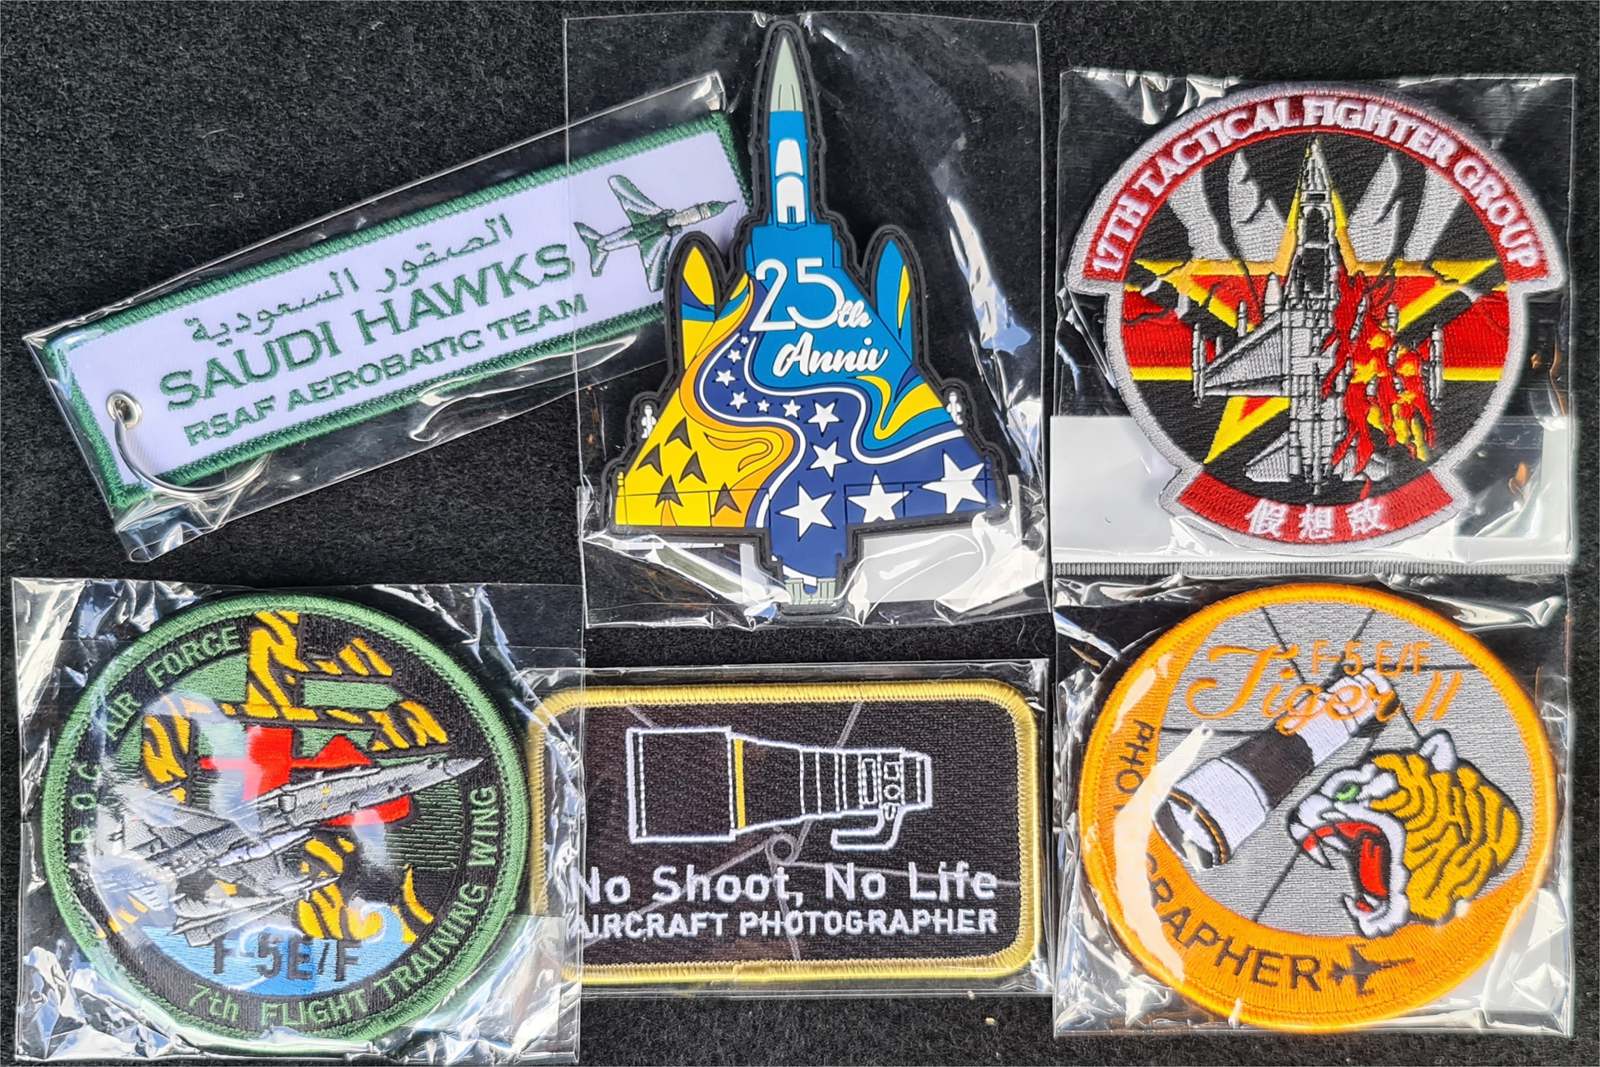 الصقور السعودية
SAUDI HAWKS
RSAF AEROBATIC TEAM
25th
Anniv
17TH TACTICAL FIGHTER GROUP
假想敵
R.O.C. AIR FORCE
F-5E/F
7th FLIGHT TRAINING WING
No Shoot, No Life
AIRCRAFT PHOTOGRAPHER
F-5 E/F
Tiger II
PHOTOGRAPHER